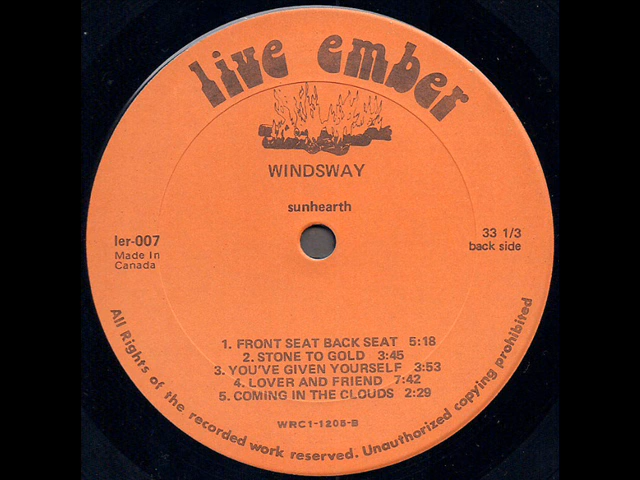 live ember
WINDSWAY
sunhearth
ler-007
Made In
Canada
33 1/3
back side
1. FRONT SEAT BACK SEAT 5:18
2. STONE TO GOLD 3:45
3. YOU'VE GIVEN YOURSELF 3:53
4. LOVER AND FRIEND 7:42
5. COMING IN THE CLOUDS 2:29
WRC1-1205-B
All Rights of the recorded work reserved. Unauthorized copying prohibited